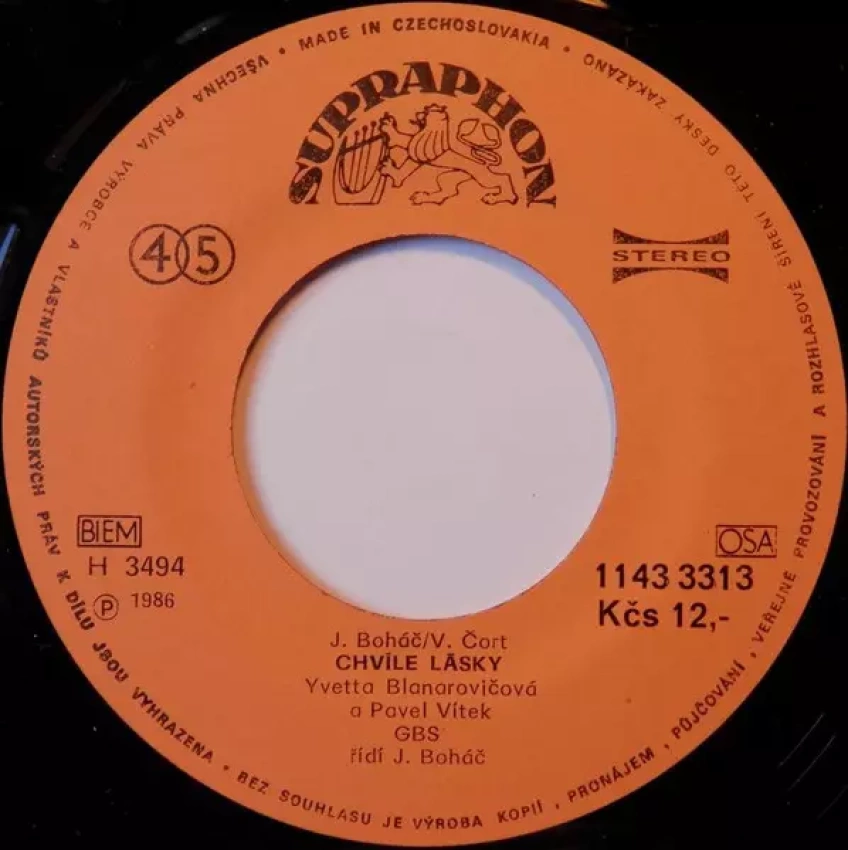 VŠECHNA PRÁVA VÝROBCE A VLASTNÍKŮ AUTORSKÝCH PRÁV K DÍLU JSOU VYHRAZENA • BEZ SOUHLASU JE VÝROBA KOPIÍ, PRONÁJEM, PŮJČOVÁNÍ, VEŘEJNÉ PROVOZOVÁNÍ A ROZHLASOVÉ ŠÍŘENÍ TÉTO DESKY ZAKÁZÁNO • MADE IN CZECHOSLOVAKIA •
SUPRAPHON
45
STEREO
BIEM
H 3494
Ⓟ 1986
OSA
1143 3313
Kčs 12,-
J. Boháč/V. Čort
CHVÍLE LÁSKY
Yvetta Blanarovičová
a Pavel Vítek
GBS
řídí J. Boháč